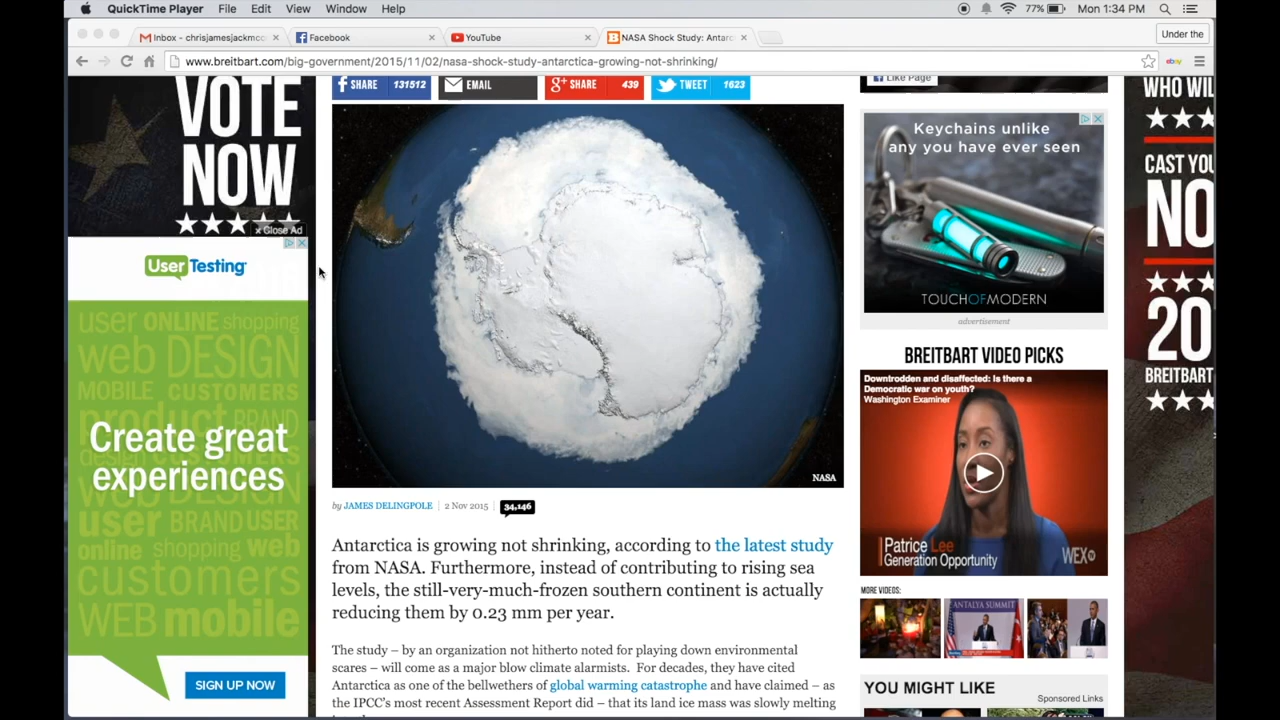 QuickTime Player File Edit View Window Help
77% Mon 1:34 PM
Inbox - chrisjamesjackmcc
Facebook
YouTube
NASA Shock Study: Antarc
Under the
www.breitbart.com/big-government/2015/11/02/nasa-shock-study-antarctica-growing-not-shrinking/
ebay
VOTE
NOW
x Close Ad
UserTesting
user ONLINE shopping
web DESIGN
MOBILE CUSTOMERS
product BRAND
Create great
experiences
user BRAND USER
online shopping web
customers
WEB mobile
SIGN UP NOW
SHARE 131512
EMAIL
g+ SHARE 439
TWEET 1623
NASA
by JAMES DELINGPOLE | 2 Nov 2015 | 34,146
Antarctica is growing not shrinking, according to the latest study
from NASA. Furthermore, instead of contributing to rising sea
levels, the still-very-much-frozen southern continent is actually
reducing them by 0.23 mm per year.
The study – by an organization not hitherto noted for playing down environmental
scares – will come as a major blow climate alarmists. For decades, they have cited
Antarctica as one of the bellwethers of global warming catastrophe and have claimed – as
the IPCC's most recent Assessment Report did – that its land ice mass was slowly melting
Like Page
Keychains unlike
any you have ever seen
TOUCHOFMODERN
advertisement
BREITBART VIDEO PICKS
Downtrodden and disaffected: Is there a
Democratic war on youth?
Washington Examiner
Patrice Lee
Generation Opportunity
WEX
MORE VIDEOS:
ANTALYA SUMMIT
YOU MIGHT LIKE
Sponsored Links
WHO WIL
CAST YOU
NO
20
BREITBART